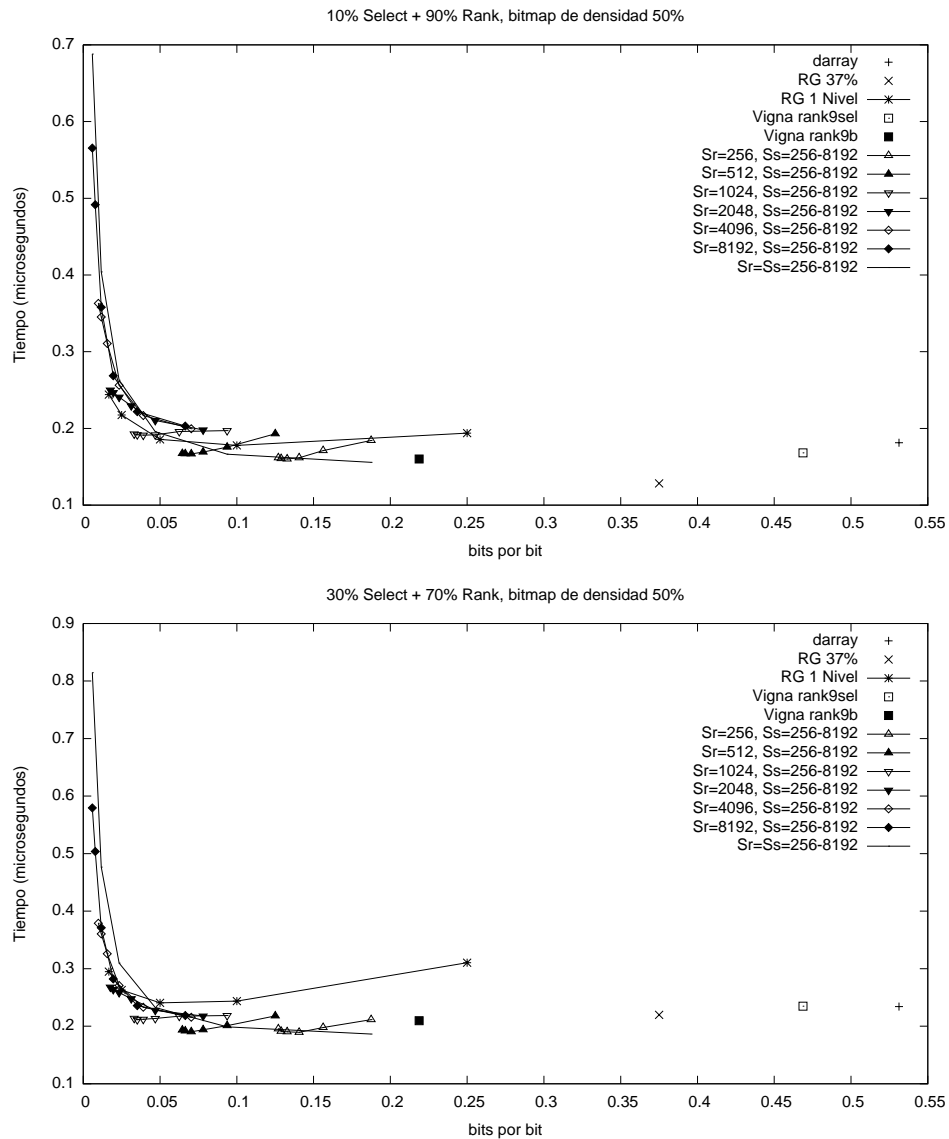 10% Select + 90% Rank, bitmap de densidad 50%
0.7
0.6
0.5
0.4
0.3
0.2
0.1
Tiempo (microsegundos)
darray
RG 37%
RG 1 Nivel
Vigna rank9sel
Vigna rank9b
Sr=256, Ss=256-8192
Sr=512, Ss=256-8192
Sr=1024, Ss=256-8192
Sr=2048, Ss=256-8192
Sr=4096, Ss=256-8192
Sr=8192, Ss=256-8192
Sr=Ss=256-8192
0 0.05 0.1 0.15 0.2 0.25 0.3 0.35 0.4 0.45 0.5 0.55
bits por bit
30% Select + 70% Rank, bitmap de densidad 50%
0.9
0.8
0.7
0.6
0.5
0.4
0.3
0.2
0.1
Tiempo (microsegundos)
darray
RG 37%
RG 1 Nivel
Vigna rank9sel
Vigna rank9b
Sr=256, Ss=256-8192
Sr=512, Ss=256-8192
Sr=1024, Ss=256-8192
Sr=2048, Ss=256-8192
Sr=4096, Ss=256-8192
Sr=8192, Ss=256-8192
Sr=Ss=256-8192
0 0.05 0.1 0.15 0.2 0.25 0.3 0.35 0.4 0.45 0.5 0.55
bits por bit